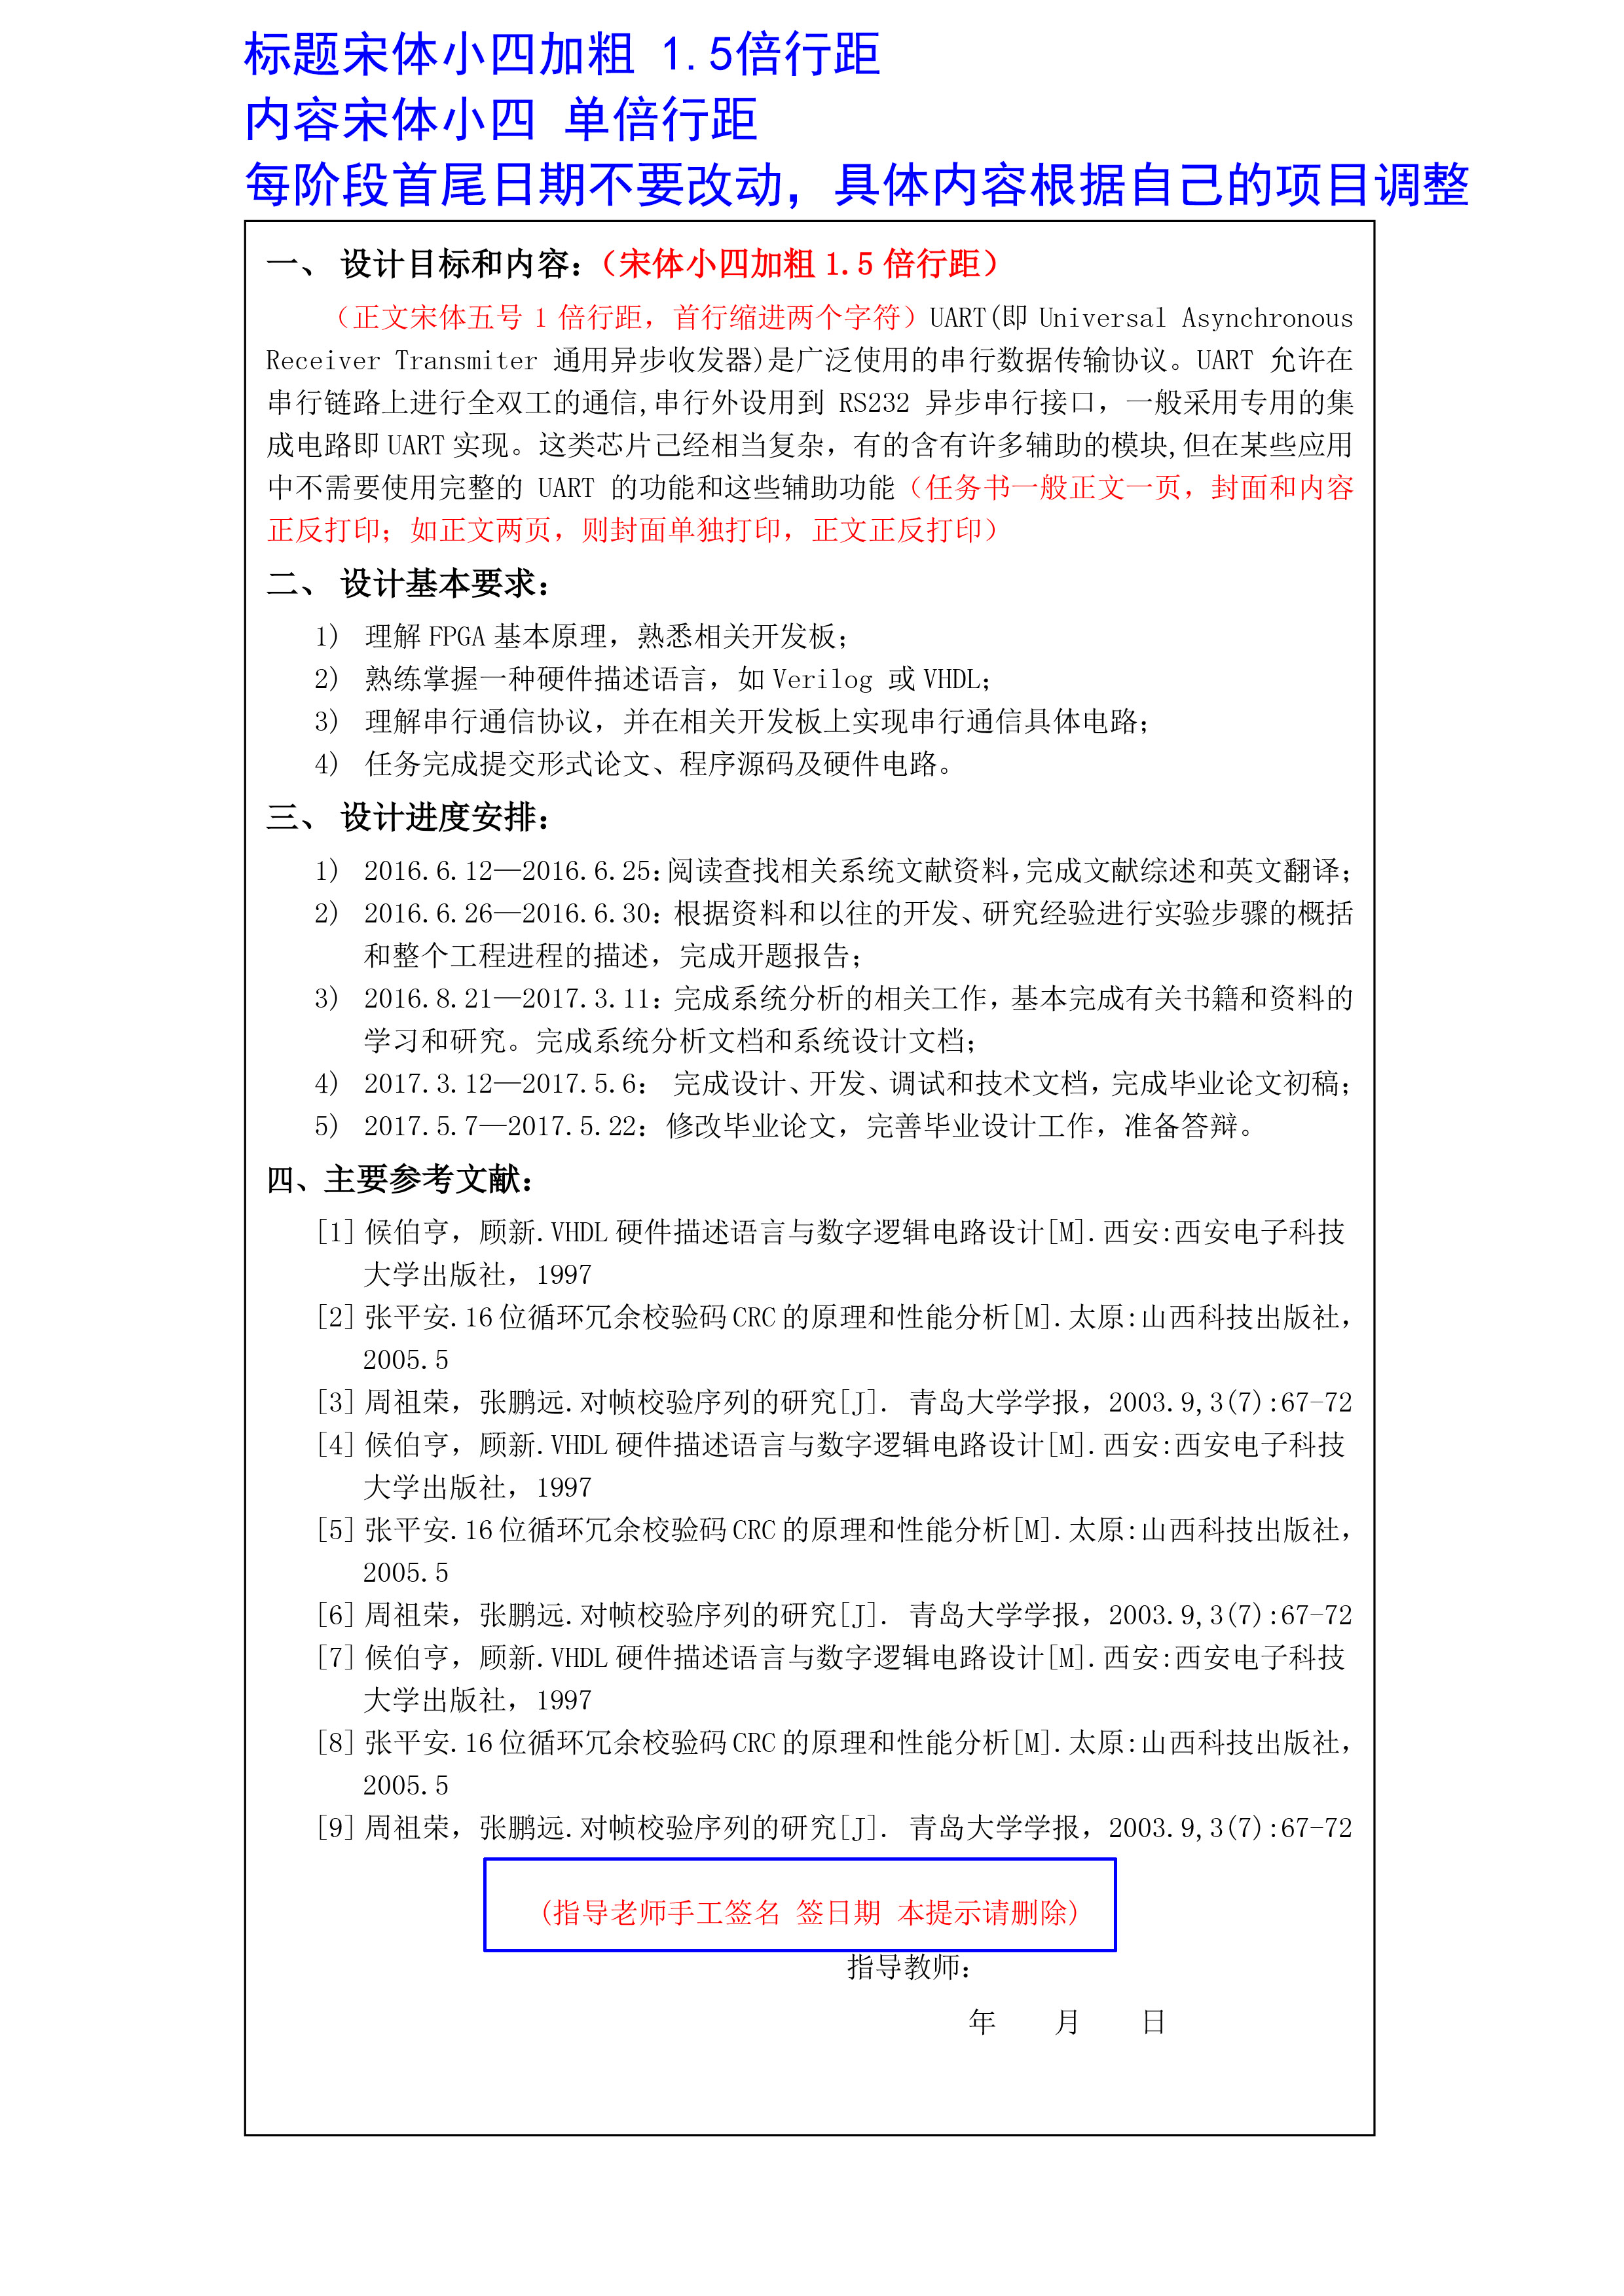 标题宋体小四加粗 1.5倍行距
内容宋体小四 单倍行距
每阶段首尾日期不要改动，具体内容根据自己的项目调整
一、 设计目标和内容：（宋体小四加粗 1.5 倍行距）
（正文宋体五号 1 倍行距，首行缩进两个字符）UART(即 Universal Asynchronous
Receiver Transmiter 通用异步收发器)是广泛使用的串行数据传输协议。UART 允许在
串行链路上进行全双工的通信,串行外设用到 RS232 异步串行接口，一般采用专用的集
成电路即 UART 实现。这类芯片己经相当复杂，有的含有许多辅助的模块,但在某些应用
中不需要使用完整的 UART 的功能和这些辅助功能（任务书一般正文一页，封面和内容
正反打印；如正文两页，则封面单独打印，正文正反打印）
二、 设计基本要求：
1) 理解 FPGA 基本原理，熟悉相关开发板；
2) 熟练掌握一种硬件描述语言，如 Verilog 或 VHDL；
3) 理解串行通信协议，并在相关开发板上实现串行通信具体电路；
4) 任务完成提交形式论文、程序源码及硬件电路。
三、 设计进度安排：
1) 2016.6.12—2016.6.25：阅读查找相关系统文献资料，完成文献综述和英文翻译；
2) 2016.6.26—2016.6.30：根据资料和以往的开发、研究经验进行实验步骤的概括
和整个工程进程的描述，完成开题报告；
3) 2016.8.21—2017.3.11：完成系统分析的相关工作，基本完成有关书籍和资料的
学习和研究。完成系统分析文档和系统设计文档；
4) 2017.3.12—2017.5.6： 完成设计、开发、调试和技术文档，完成毕业论文初稿；
5) 2017.5.7—2017.5.22：修改毕业论文，完善毕业设计工作，准备答辩。
四、主要参考文献：
[1] 候伯亨，顾新.VHDL 硬件描述语言与数字逻辑电路设计[M].西安:西安电子科技
大学出版社，1997
[2] 张平安.16 位循环冗余校验码 CRC 的原理和性能分析[M].太原:山西科技出版社，
2005.5
[3] 周祖荣，张鹏远.对帧校验序列的研究[J]. 青岛大学学报，2003.9,3(7):67-72
[4] 候伯亨，顾新.VHDL 硬件描述语言与数字逻辑电路设计[M].西安:西安电子科技
大学出版社，1997
[5] 张平安.16 位循环冗余校验码 CRC 的原理和性能分析[M].太原:山西科技出版社，
2005.5
[6] 周祖荣，张鹏远.对帧校验序列的研究[J]. 青岛大学学报，2003.9,3(7):67-72
[7] 候伯亨，顾新.VHDL 硬件描述语言与数字逻辑电路设计[M].西安:西安电子科技
大学出版社，1997
[8] 张平安.16 位循环冗余校验码 CRC 的原理和性能分析[M].太原:山西科技出版社，
2005.5
[9] 周祖荣，张鹏远.对帧校验序列的研究[J]. 青岛大学学报，2003.9,3(7):67-72
(指导老师手工签名 签日期 本提示请删除)
指导教师：
年 月 日